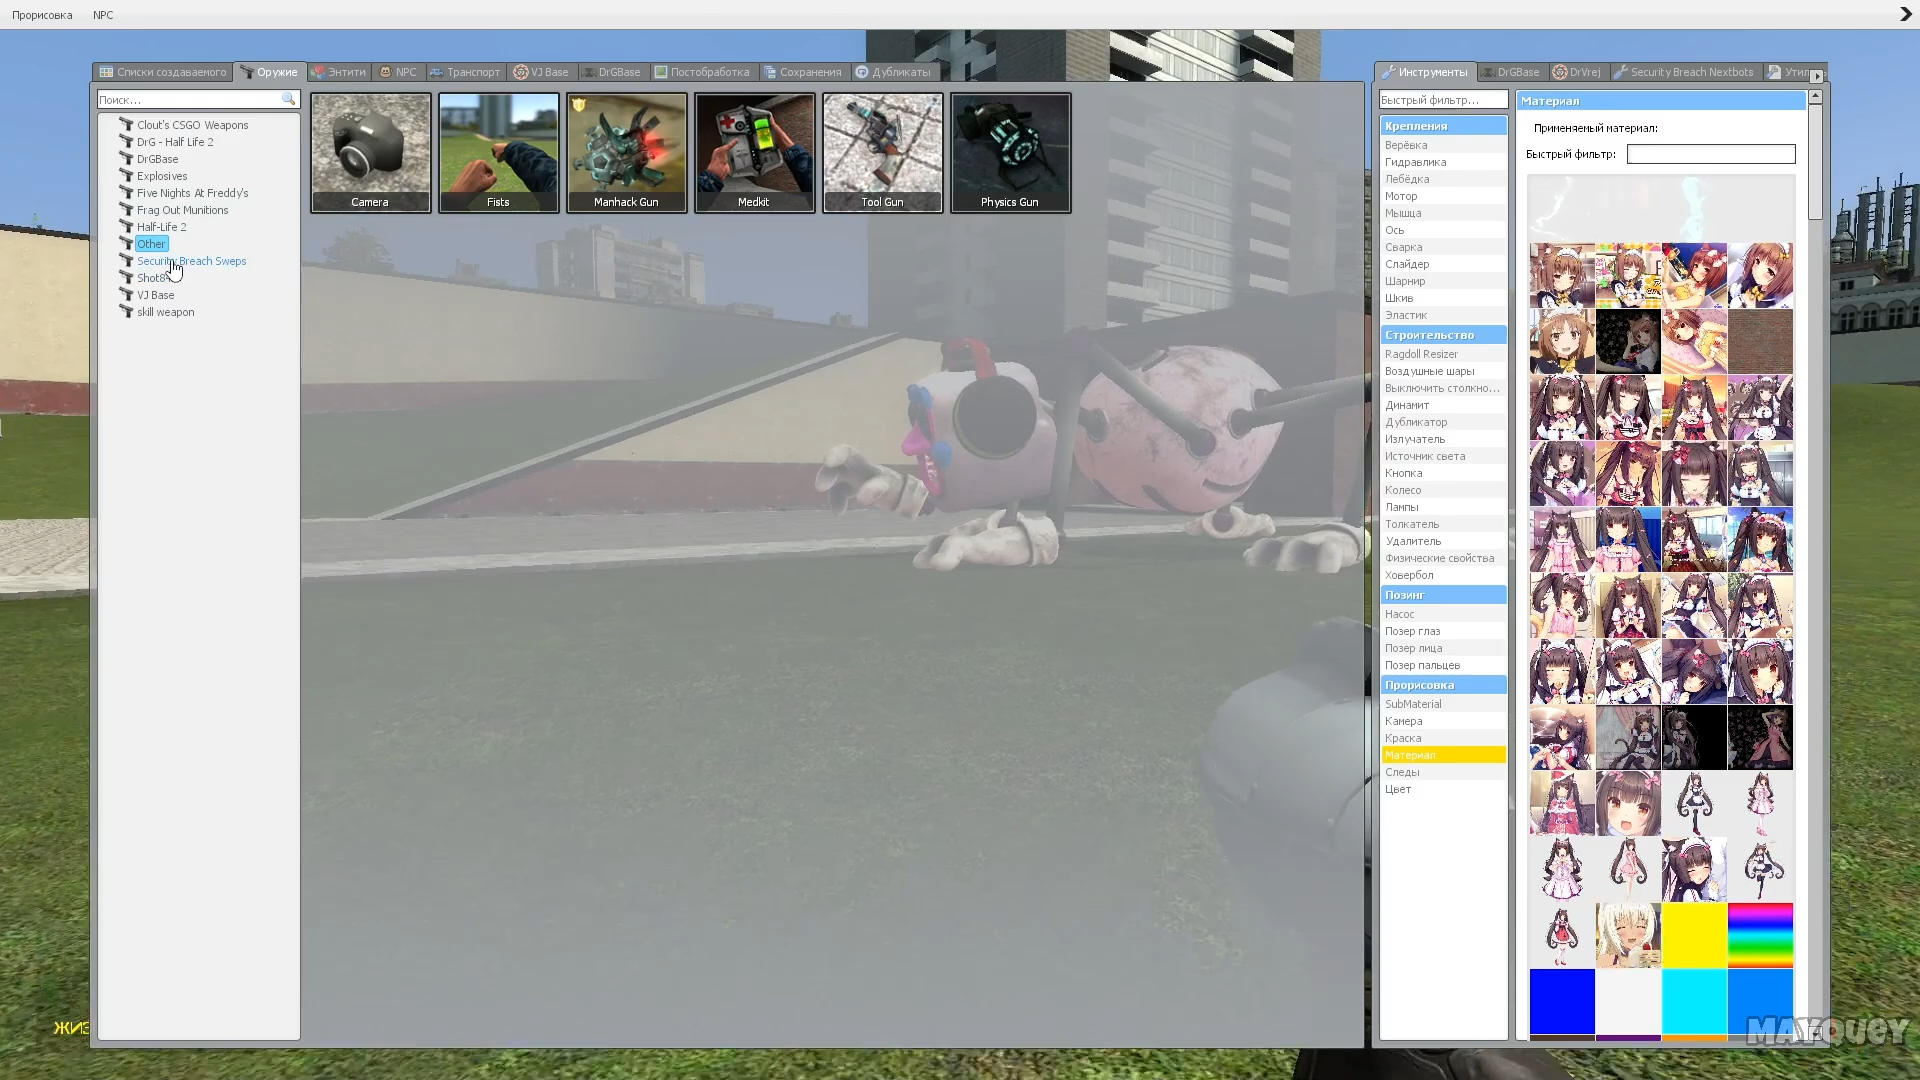 Прорисовка
NPC
Списки создаваемого
Оружие
Энтити
NPC
Транспорт
VJ Base
DrGBase
Постобработка
Сохранения
Дубликаты
Поиск...
Clout's CSGO Weapons
DrG - Half Life 2
DrGBase
Explosives
Five Nights At Freddy's
Frag Out Munitions
Half-Life 2
Other
Security Breach Sweps
VJ Base
skill weapon
Camera
Fists
Manhack Gun
Medkit
Tool Gun
Physics Gun
Инструменты
DrGBase
DrVrej
Security Breach Nextbots
Быстрый фильтр...
Крепления
Верёвка
Гидравлика
Лебёдка
Мотор
Мышца
Ось
Сварка
Слайдер
Шарнир
Шкив
Эластик
Строительство
Ragdoll Resizer
Воздушные шары
Выключить столкно...
Динамит
Дубликатор
Излучатель
Источник света
Кнопка
Колесо
Лампы
Толкатель
Удалитель
Физические свойства
Ховербол
Позинг
Насос
Позер глаз
Позер лица
Позер пальцев
Прорисовка
SubMaterial
Камера
Краска
Материал
Следы
Цвет
Материал
Применяемый материал:
Быстрый фильтр:
MAYQUEY